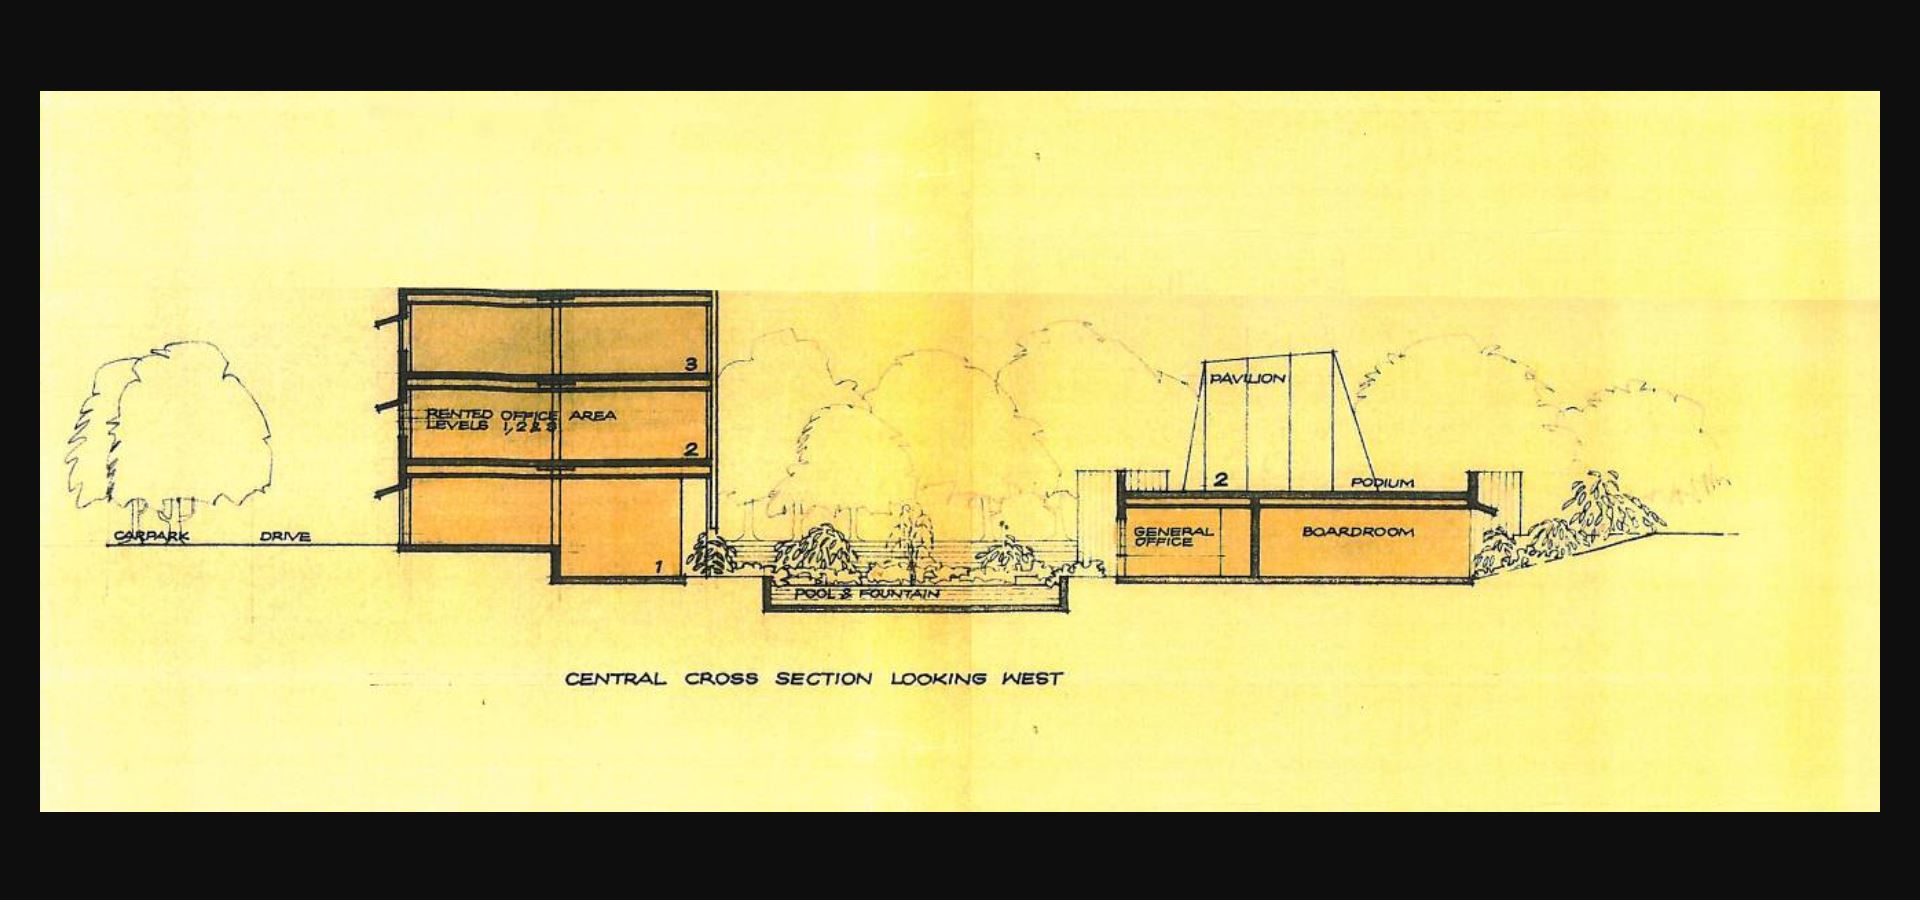 3
PAVILION
RENTED OFFICE AREA
LEVELS 1, 2 & 3
2
2
PODIUM
CARPARK
DRIVE
GENERAL
OFFICE
BOARDROOM
1
POOL & FOUNTAIN
CENTRAL CROSS SECTION LOOKING WEST